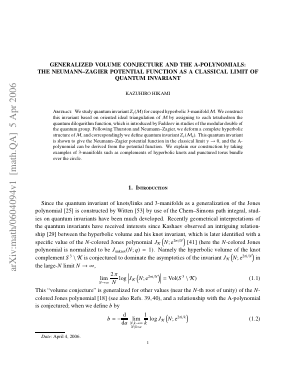 GENERALIZED VOLUME CONJECTURE AND THE A-POLYNOMIALS:
THE NEUMANN–ZAGIER POTENTIAL FUNCTION AS A CLASSICAL LIMIT OF
QUANTUM INVARIANT
KAZUHIRO HIKAMI
Abstract. We study quantum invariant Z_γ(M) for cusped hyperbolic 3-manifold M. We construct
this invariant based on oriented ideal triangulation of M by assigning to each tetrahedron the
quantum dilogarithm function, which is introduced by Faddeev in studies of the modular double of
the quantum group. Following Thurston and Neumann–Zagier, we deform a complete hyperbolic
structure of M, and correspondingly we define quantum invariant Z_γ(M_u). This quantum invariant
is shown to give the Neumann–Zagier potential function in the classical limit γ → 0, and the A-
polynomial can be derived from the potential function. We explain our construction by taking
examples of 3-manifolds such as complements of hyperbolic knots and punctured torus bundle
over the circle.
1. Introduction
Since the quantum invariant of knots/links and 3-manifolds as a generalization of the Jones
polynomial [25] is constructed by Witten [53] by use of the Chern–Simons path integral, stud-
ies on quantum invariants have been much developed. Recently geometrical interpretations of
the quantum invariants have received interests since Kashaev observed an intriguing relation-
ship [29] between the hyperbolic volume and his knot invariant, which is later identified with a
specific value of the N-colored Jones polynomial J_K(N; e^{2πi/N}) [41] (here the N-colored Jones
polynomial is normalized to be J_{unknot}(N; q) = 1). Namely the hyperbolic volume of the knot
complement S³ \ K is conjectured to dominate the asymptotics of the invariant J_K(N; e^{2πi/N}) in
the large-N limit N → ∞,
lim_{N→∞} 2π/N log |J_K(N; e^{2πi/N})| = Vol(S³ \ K) (1.1)
This “volume conjecture” is generalized for other values (near the N-th root of unity) of the N-
colored Jones polynomial [18] (see also Refs. 39, 40), and a relationship with the A-polynomial
is conjectured, when we define b by
b = − d/da lim_{N,k→∞} 1/k log J_K(N; e^{2πi/k}) (1.2)
Date: April 4, 2006.
1
arXiv:math/0604094v1 [math.QA] 5 Apr 2006